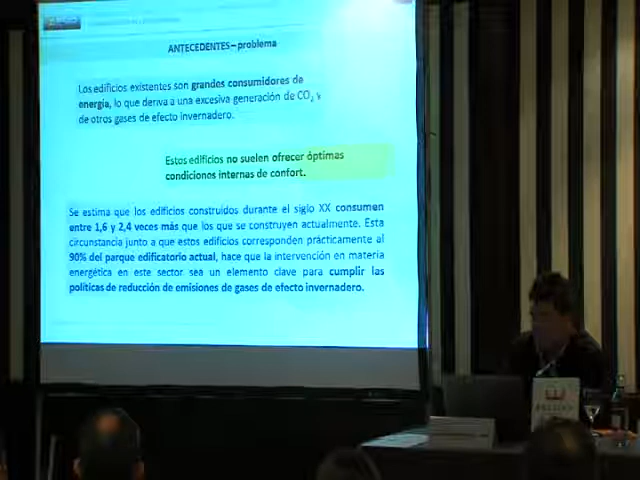 ANTECEDENTES – problema
Los edificios existentes son grandes consumidores de
energía, lo que deriva a una excesiva generación de CO2 y
de otros gases de efecto invernadero.
Estos edificios no suelen ofrecer óptimas
condiciones internas de confort.
Se estima que los edificios construidos durante el siglo XX consumen
entre 1,6 y 2,4 veces más que los que se construyen actualmente. Esta
circunstancia junto a que estos edificios corresponden prácticamente al
90% del parque edificatorio actual, hace que la intervención en materia
energética en este sector sea un elemento clave para cumplir las
políticas de reducción de emisiones de gases de efecto invernadero.